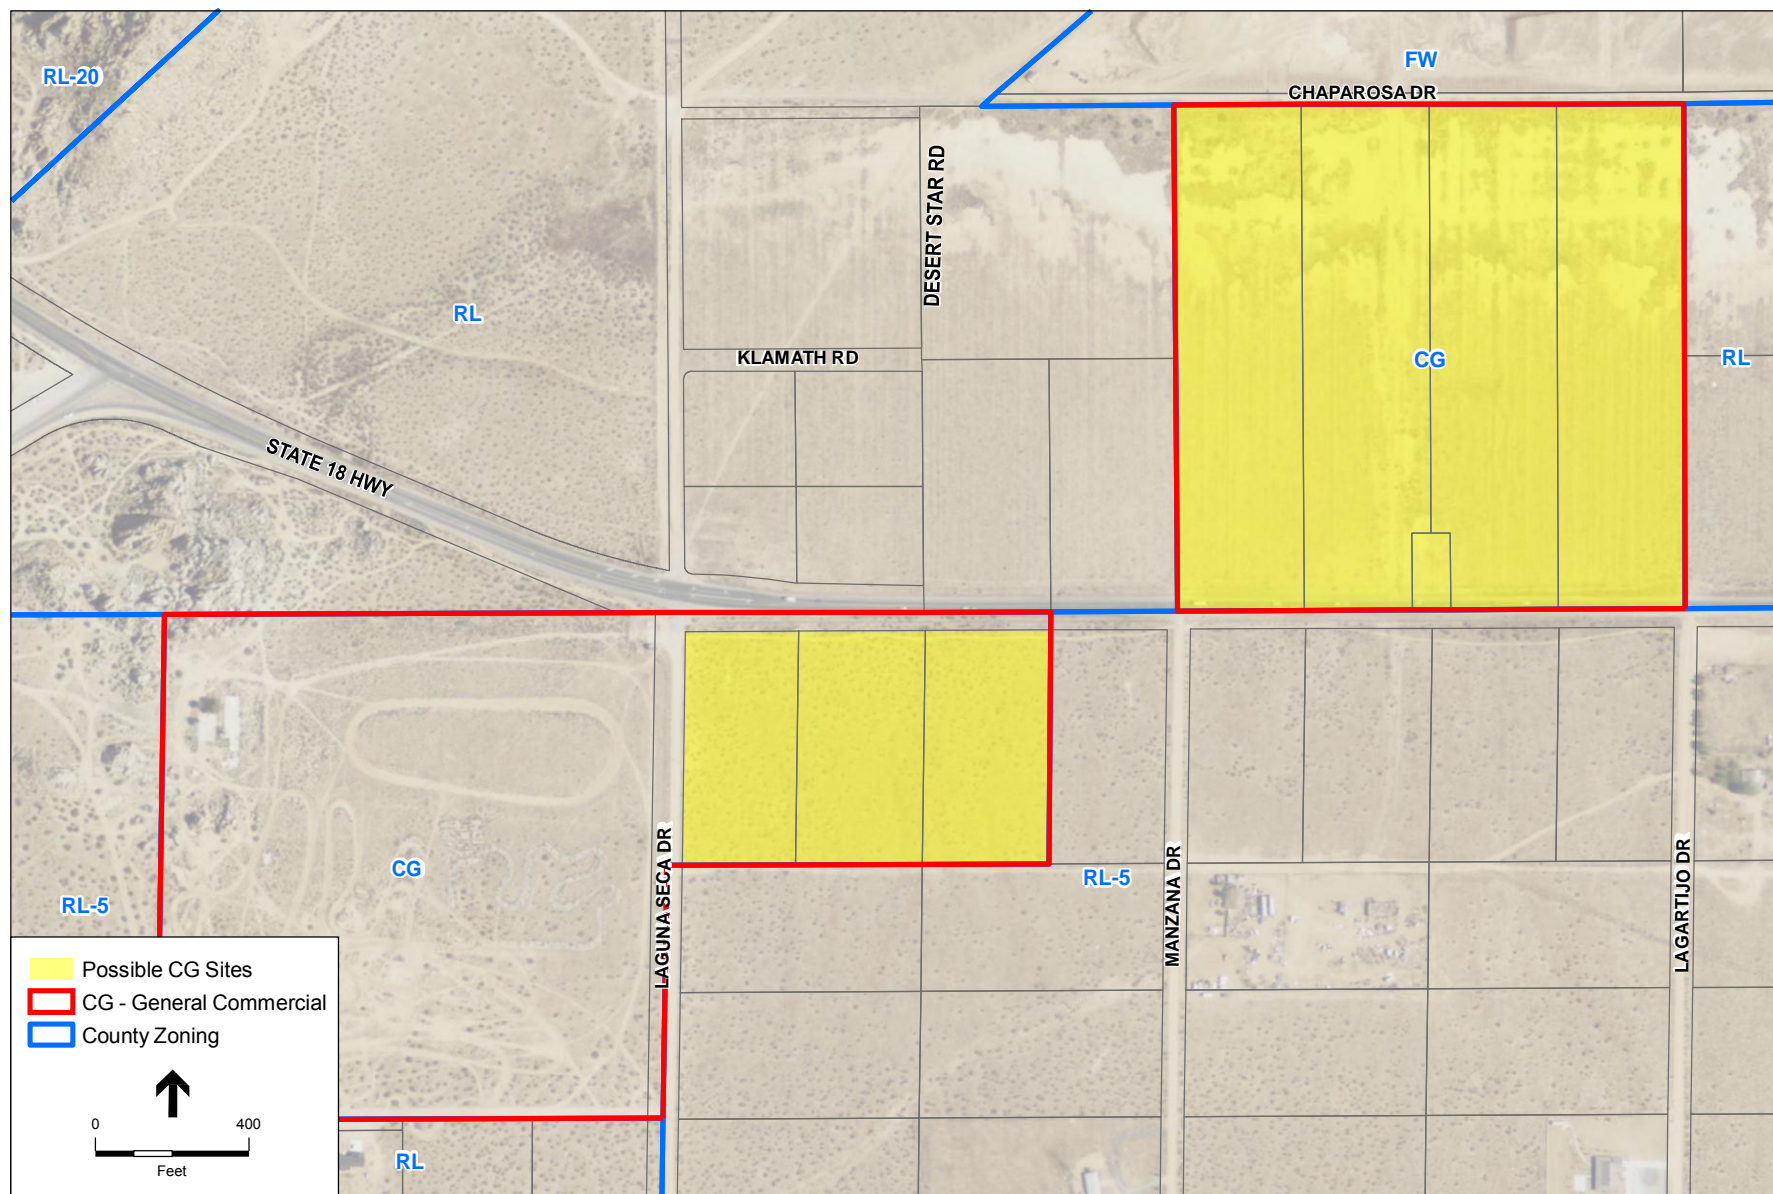 RL-20
FW
CHAPAROSA DR
DESERT STAR RD
RL
KLAMATH RD
CG
RL
STATE 18 HWY
CG
LAGUNA SECA DR
RL-5
MANZANA DR
LAGARTIJO DR
RL-5
Possible CG Sites
CG - General Commercial
County Zoning
0 400
Feet
RL